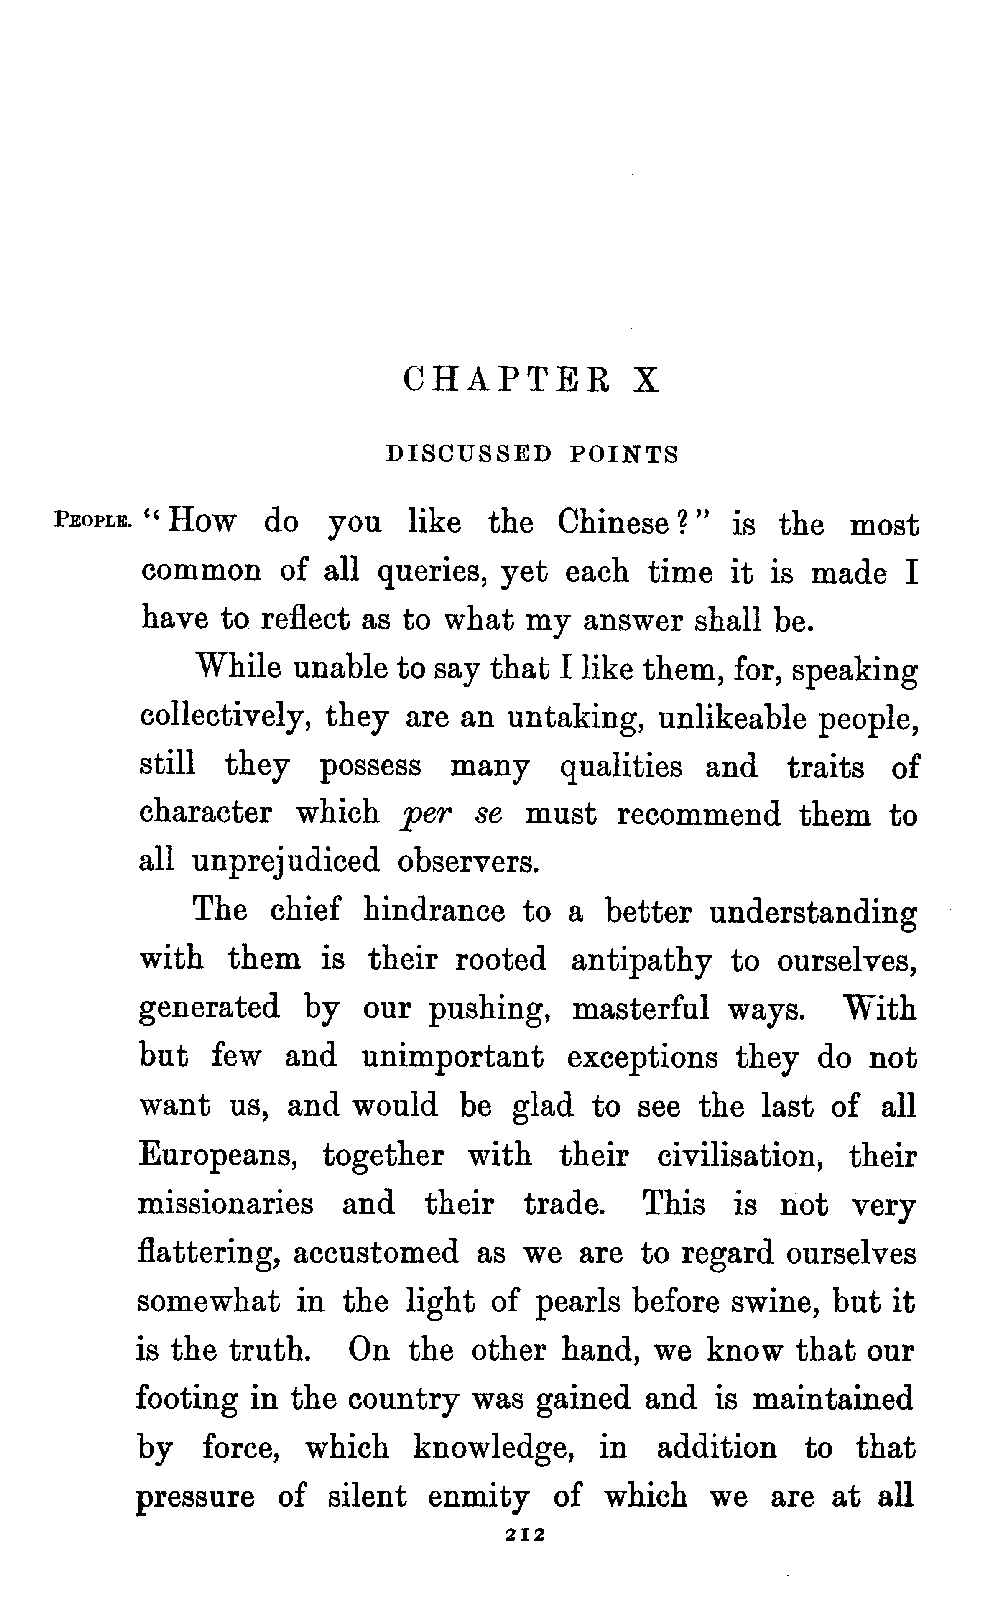 CHAPTER X
DISCUSSED POINTS
PEOPLE. “How do you like the Chinese?” is the most
common of all queries, yet each time it is made I
have to reflect as to what my answer shall be.
While unable to say that I like them, for, speaking
collectively, they are an untaking, unlikeable people,
still they possess many qualities and traits of
character which per se must recommend them to
all unprejudiced observers.
The chief hindrance to a better understanding
with them is their rooted antipathy to ourselves,
generated by our pushing, masterful ways. With
but few and unimportant exceptions they do not
want us, and would be glad to see the last of all
Europeans, together with their civilisation, their
missionaries and their trade. This is not very
flattering, accustomed as we are to regard ourselves
somewhat in the light of pearls before swine, but it
is the truth. On the other hand, we know that our
footing in the country was gained and is maintained
by force, which knowledge, in addition to that
pressure of silent enmity of which we are at all
212